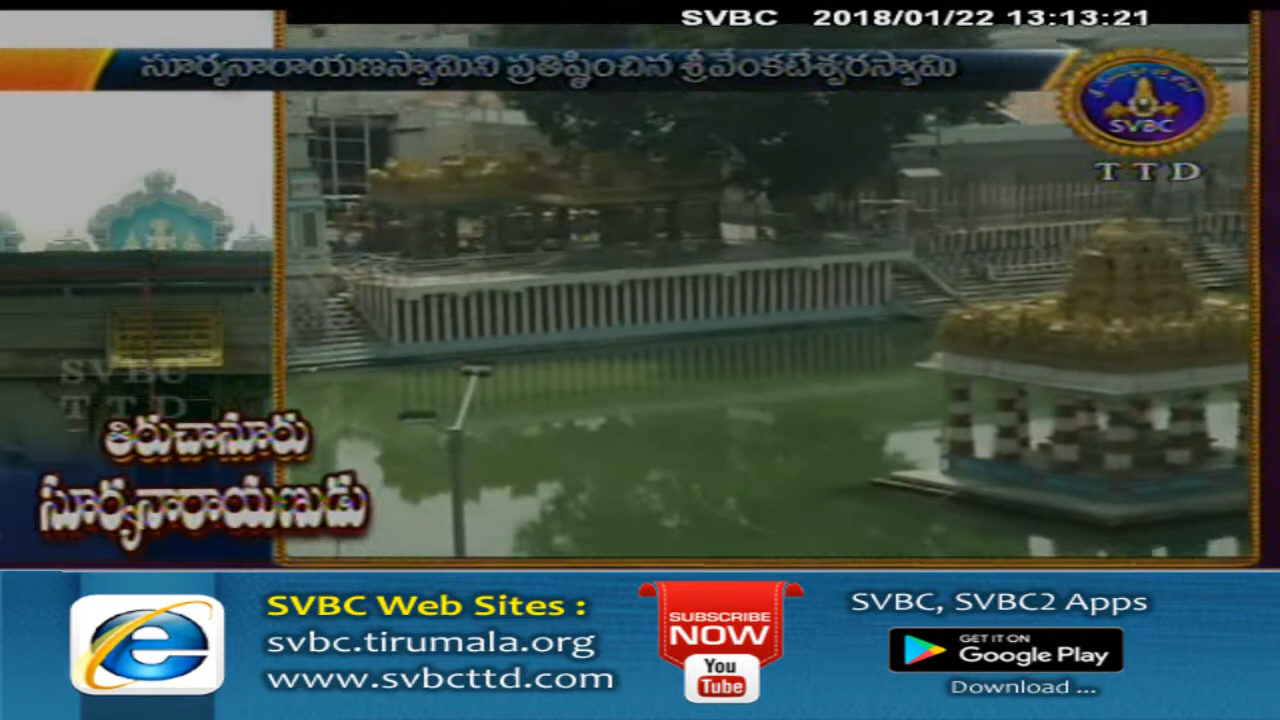 SVBC 2018/01/22 13:13:21
సూర్యనారాయణస్వామిని ప్రతిష్ఠించిన శ్రీవేంకటేశ్వరస్వామి
SVBC
T T D
SVBC
T T D
తిరుచానూరు
సూర్యనారాయణుడు
SVBC Web Sites :
svbc.tirumala.org
www.svbcttd.com
SUBSCRIBE
NOW
You
Tube
SVBC, SVBC2 Apps
GET IT ON
Google Play
Download ...